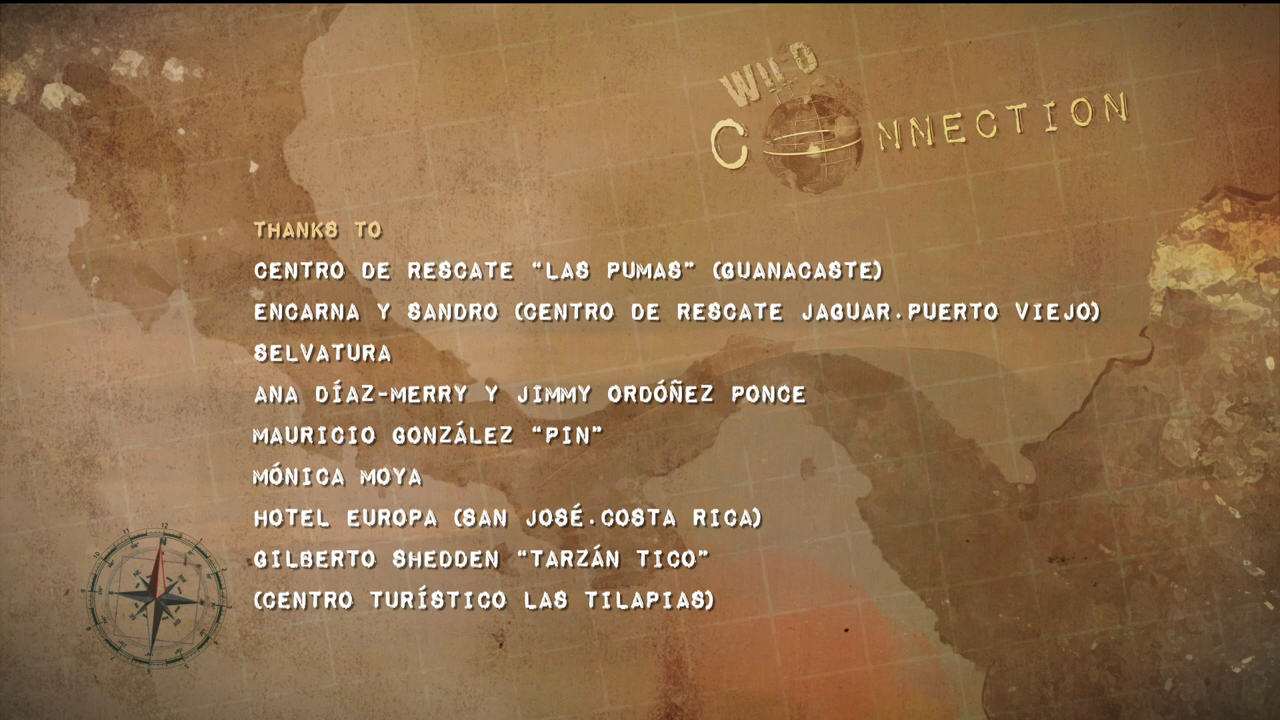 WILD
CONNECTION
THANKS TO
CENTRO DE RESCATE "LAS PUMAS" (GUANACASTE)
ENCARNA Y SANDRO (CENTRO DE RESCATE JAGUAR.PUERTO VIEJO)
SELVATURA
ANA DÍAZ-MERRY Y JIMMY ORDÓÑEZ PONCE
MAURICIO GONZÁLEZ "PIN"
MÓNICA MOYA
HOTEL EUROPA (SAN JOSÉ.COSTA RICA)
GILBERTO SHEDDEN "TARZÁN TICO"
(CENTRO TURÍSTICO LAS TILAPIAS)